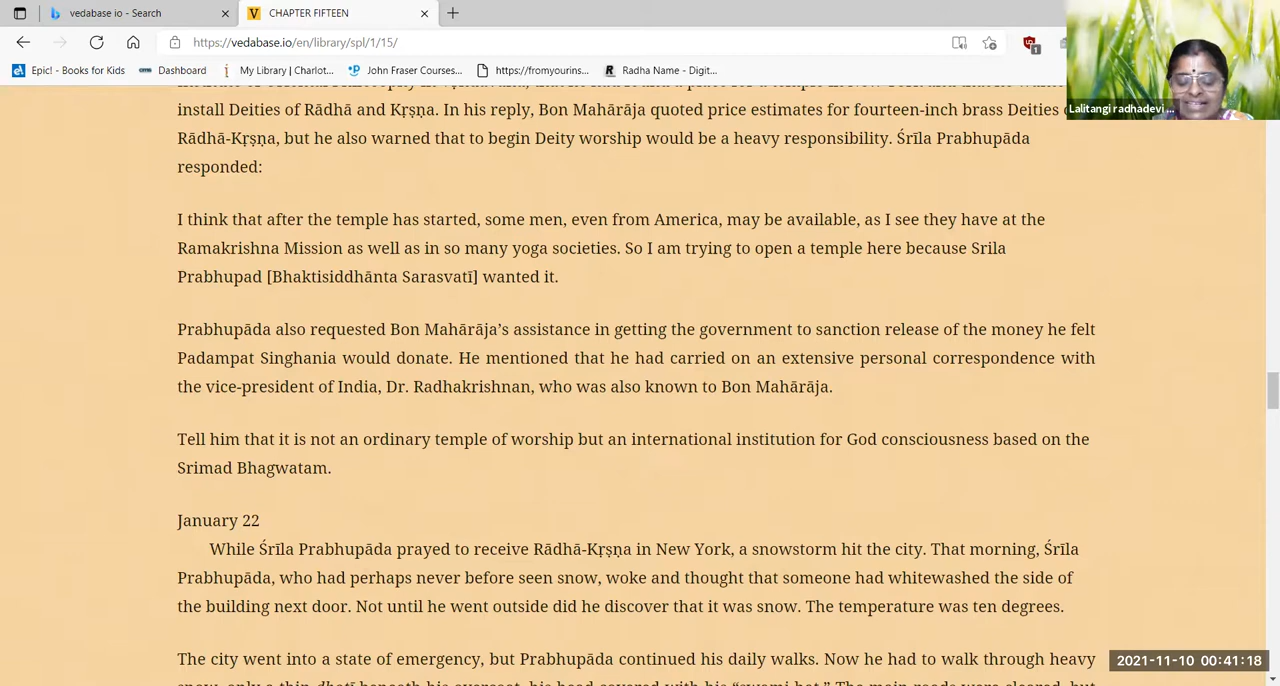 vedabase io - Search
CHAPTER FIFTEEN
https://vedabase.io/en/library/spl/1/15/
Epic! - Books for Kids
Dashboard
My Library | Charlot...
John Fraser Courses...
https://fromyourins...
Radha Name - Digit...
Lalitangi radhadevi ...
install Deities of Rādhā and Kṛṣṇa. In his reply, Bon Mahārāja quoted price estimates for fourteen-inch brass Deities
Rādhā-Kṛṣṇa, but he also warned that to begin Deity worship would be a heavy responsibility. Śrīla Prabhupāda
responded:
I think that after the temple has started, some men, even from America, may be available, as I see they have at the
Ramakrishna Mission as well as in so many yoga societies. So I am trying to open a temple here because Srila
Prabhupad [Bhaktisiddhānta Sarasvatī] wanted it.
Prabhupāda also requested Bon Mahārāja’s assistance in getting the government to sanction release of the money he felt
Padampat Singhania would donate. He mentioned that he had carried on an extensive personal correspondence with
the vice-president of India, Dr. Radhakrishnan, who was also known to Bon Mahārāja.
Tell him that it is not an ordinary temple of worship but an international institution for God consciousness based on the
Srimad Bhagwatam.
January 22
While Śrīla Prabhupāda prayed to receive Rādhā-Kṛṣṇa in New York, a snowstorm hit the city. That morning, Śrīla
Prabhupāda, who had perhaps never before seen snow, woke and thought that someone had whitewashed the side of
the building next door. Not until he went outside did he discover that it was snow. The temperature was ten degrees.
The city went into a state of emergency, but Prabhupāda continued his daily walks. Now he had to walk through heavy
2021-11-10 00:41:18